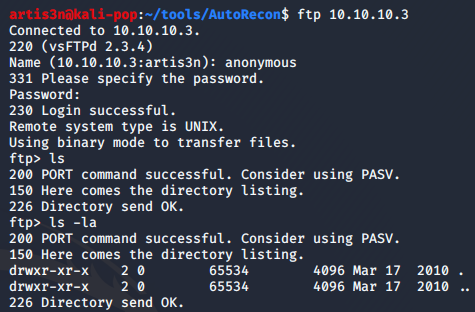 artis3n@kali-pop:~/tools/AutoRecon$ ftp 10.10.10.3
Connected to 10.10.10.3.
220 (vsFTPd 2.3.4)
Name (10.10.10.3:artis3n): anonymous
331 Please specify the password.
Password:
230 Login successful.
Remote system type is UNIX.
Using binary mode to transfer files.
ftp> ls
200 PORT command successful. Consider using PASV.
150 Here comes the directory listing.
226 Directory send OK.
ftp> ls -la
200 PORT command successful. Consider using PASV.
150 Here comes the directory listing.
drwxr-xr-x    2 0        65534        4096 Mar 17  2010 .
drwxr-xr-x    2 0        65534        4096 Mar 17  2010 ..
226 Directory send OK.